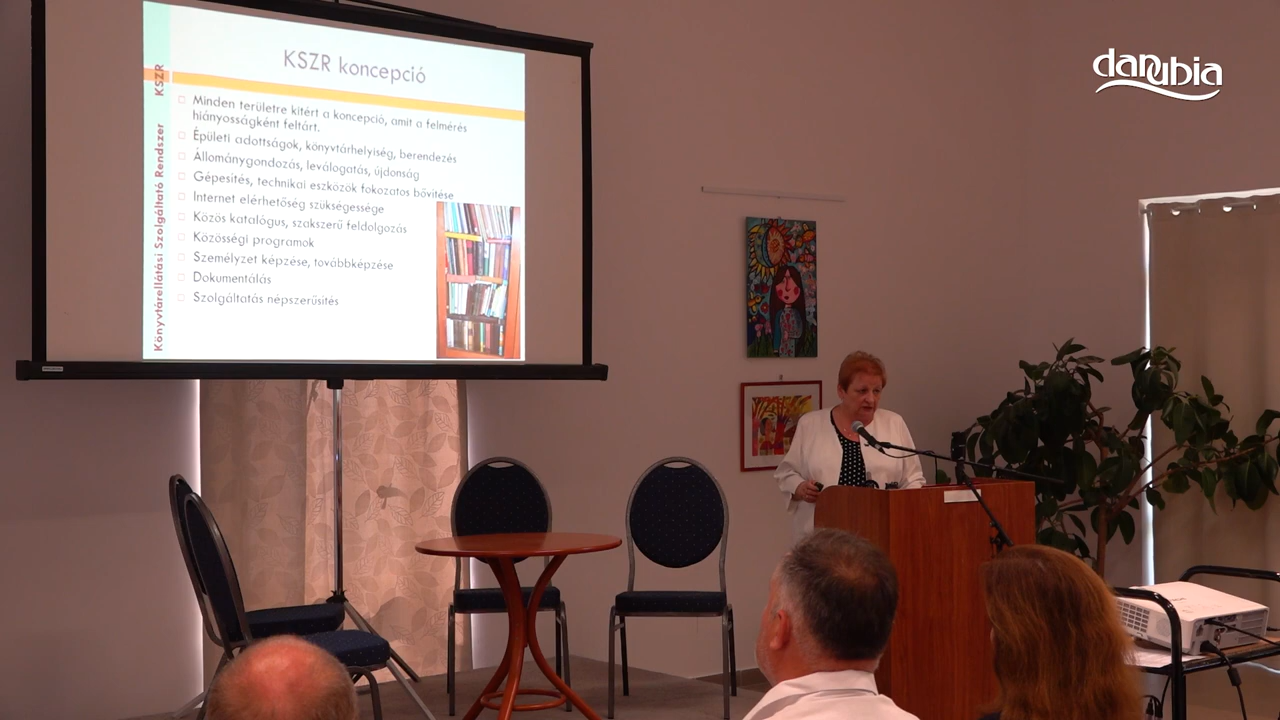 danubia
KSZR koncepció
Könyvtárellátási Szolgáltató Rendszer KSZR
Minden területre kitért a koncepció, amit a felmérés
hiányosságként feltárt.
Épületi adottságok, könyvtárhelyiség, berendezés
Állománygondozás, leválogatás, újdonság
Gépesítés, technikai eszközök fokozatos bővítése
Internet elérhetőség szükségessége
Közös katalógus, szakszerű feldolgozás
Közösségi programok
Személyzet képzése, továbbképzése
Dokumentálás
Szolgáltatás népszerűsítés